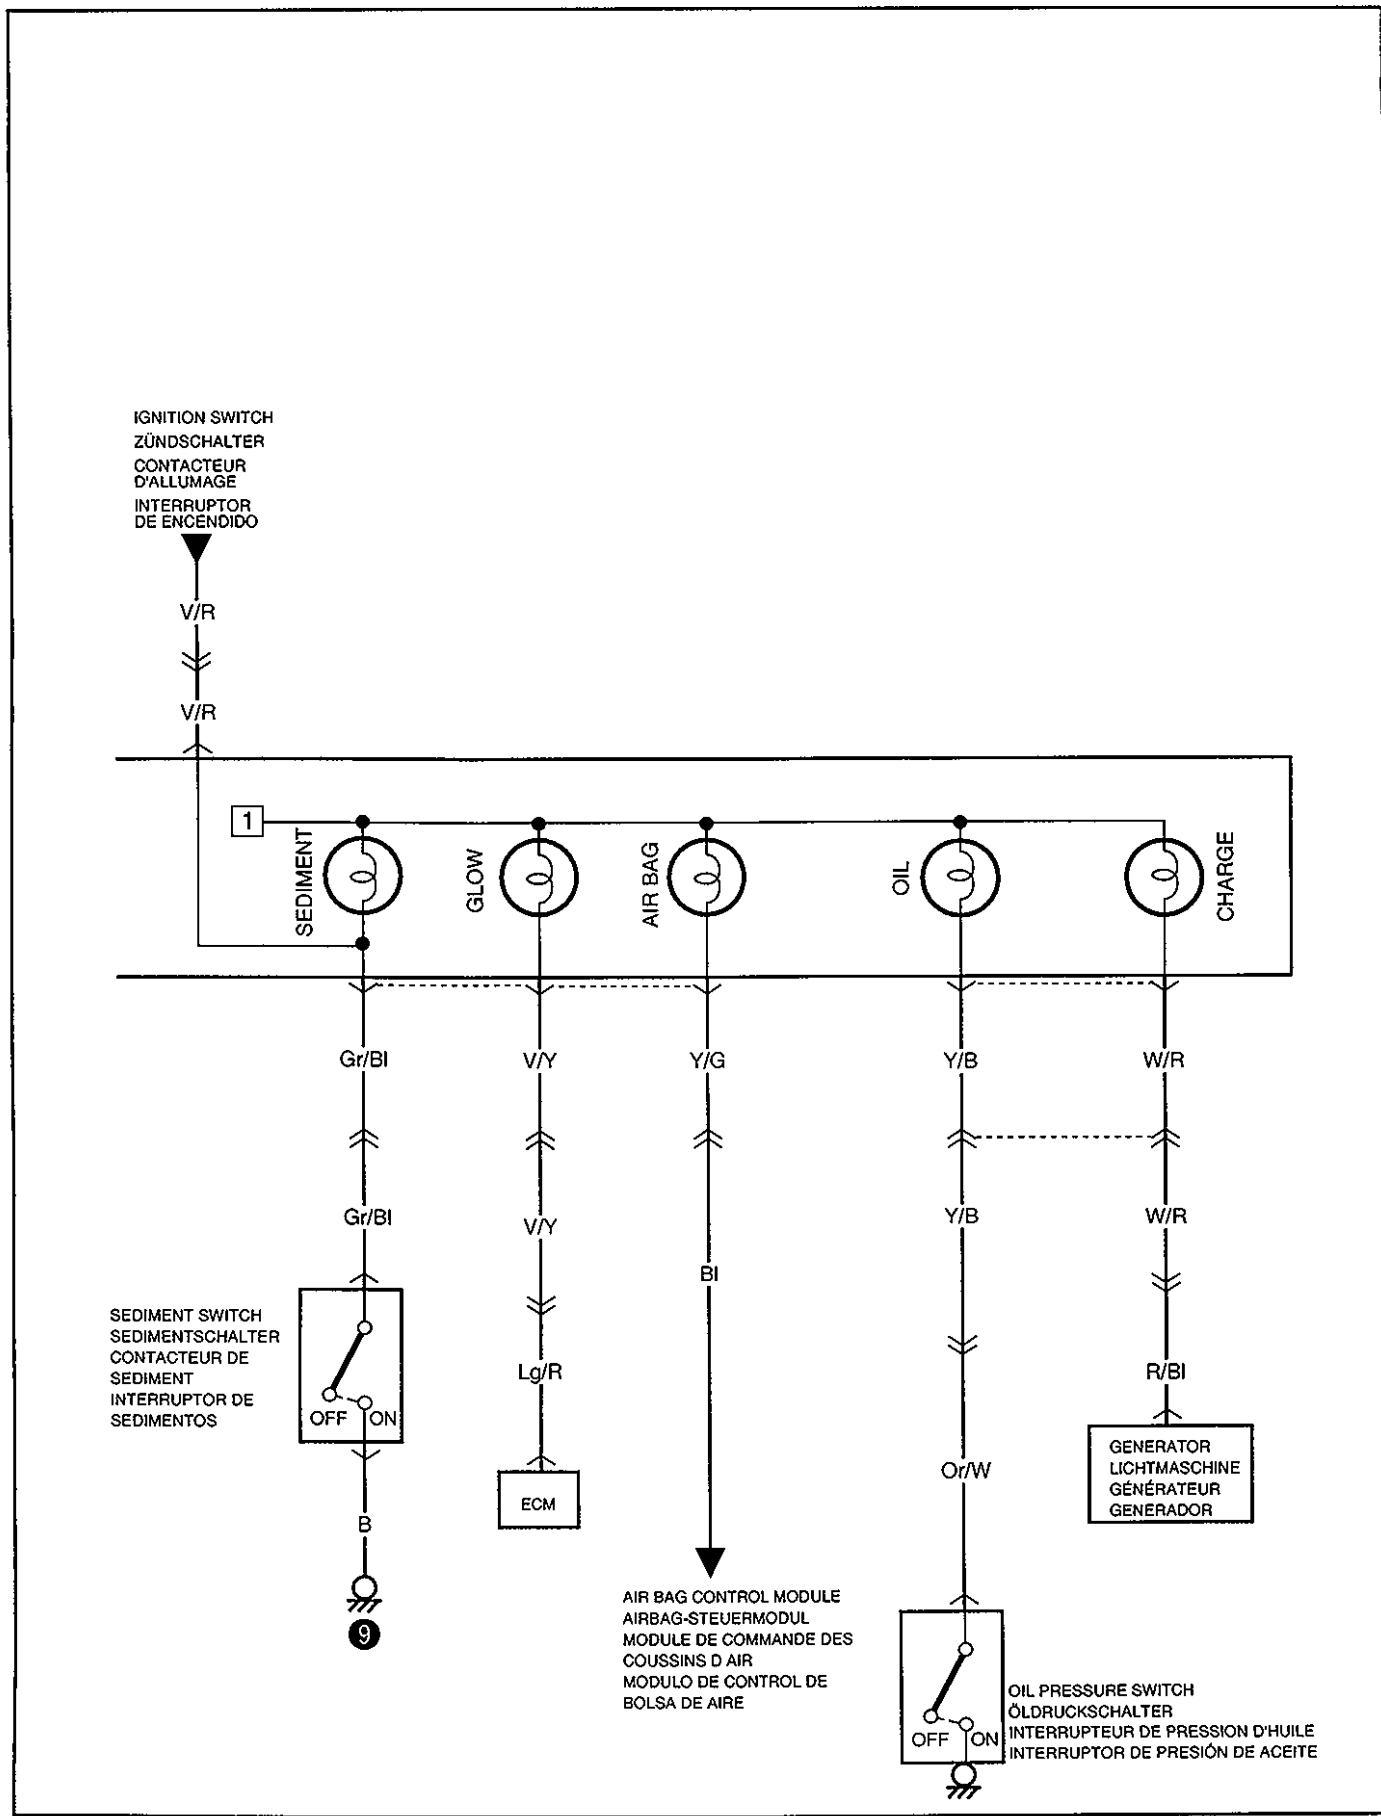 IGNITION SWITCH
ZÜNDSCHALTER
CONTACTEUR
D'ALLUMAGE
INTERRUPTOR
DE ENCENDIDO
V/R
V/R
1
SEDIMENT
GLOW
AIR BAG
OIL
CHARGE
Gr/Bl
V/Y
Y/G
Y/B
W/R
Gr/Bl
V/Y
Y/B
W/R
Bl
SEDIMENT SWITCH
SEDIMENTSCHALTER
CONTACTEUR DE
SEDIMENT
INTERRUPTOR DE
SEDIMENTOS
OFF
ON
Lg/R
R/Bl
B
9
ECM
Or/W
GENERATOR
LICHTMASCHINE
GÉNÉRATEUR
GENERADOR
AIR BAG CONTROL MODULE
AIRBAG-STEUERMODUL
MODULE DE COMMANDE DES
COUSSINS D AIR
MODULO DE CONTROL DE
BOLSA DE AIRE
OFF
ON
OIL PRESSURE SWITCH
ÖLDRUCKSCHALTER
INTERRUPTEUR DE PRESSION D'HUILE
INTERRUPTOR DE PRESIÓN DE ACEITE